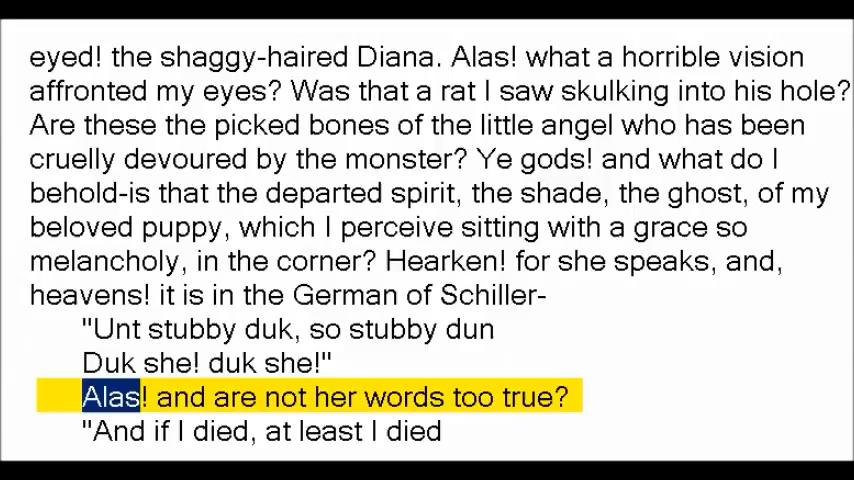 eyed! the shaggy-haired Diana. Alas! what a horrible vision
affronted my eyes? Was that a rat I saw skulking into his hole?
Are these the picked bones of the little angel who has been
cruelly devoured by the monster? Ye gods! and what do I
behold-is that the departed spirit, the shade, the ghost, of my
beloved puppy, which I perceive sitting with a grace so
melancholy, in the corner? Hearken! for she speaks, and,
heavens! it is in the German of Schiller-
"Unt stubby duk, so stubby dun
Duk she! duk she!"
Alas! and are not her words too true?
"And if I died, at least I died